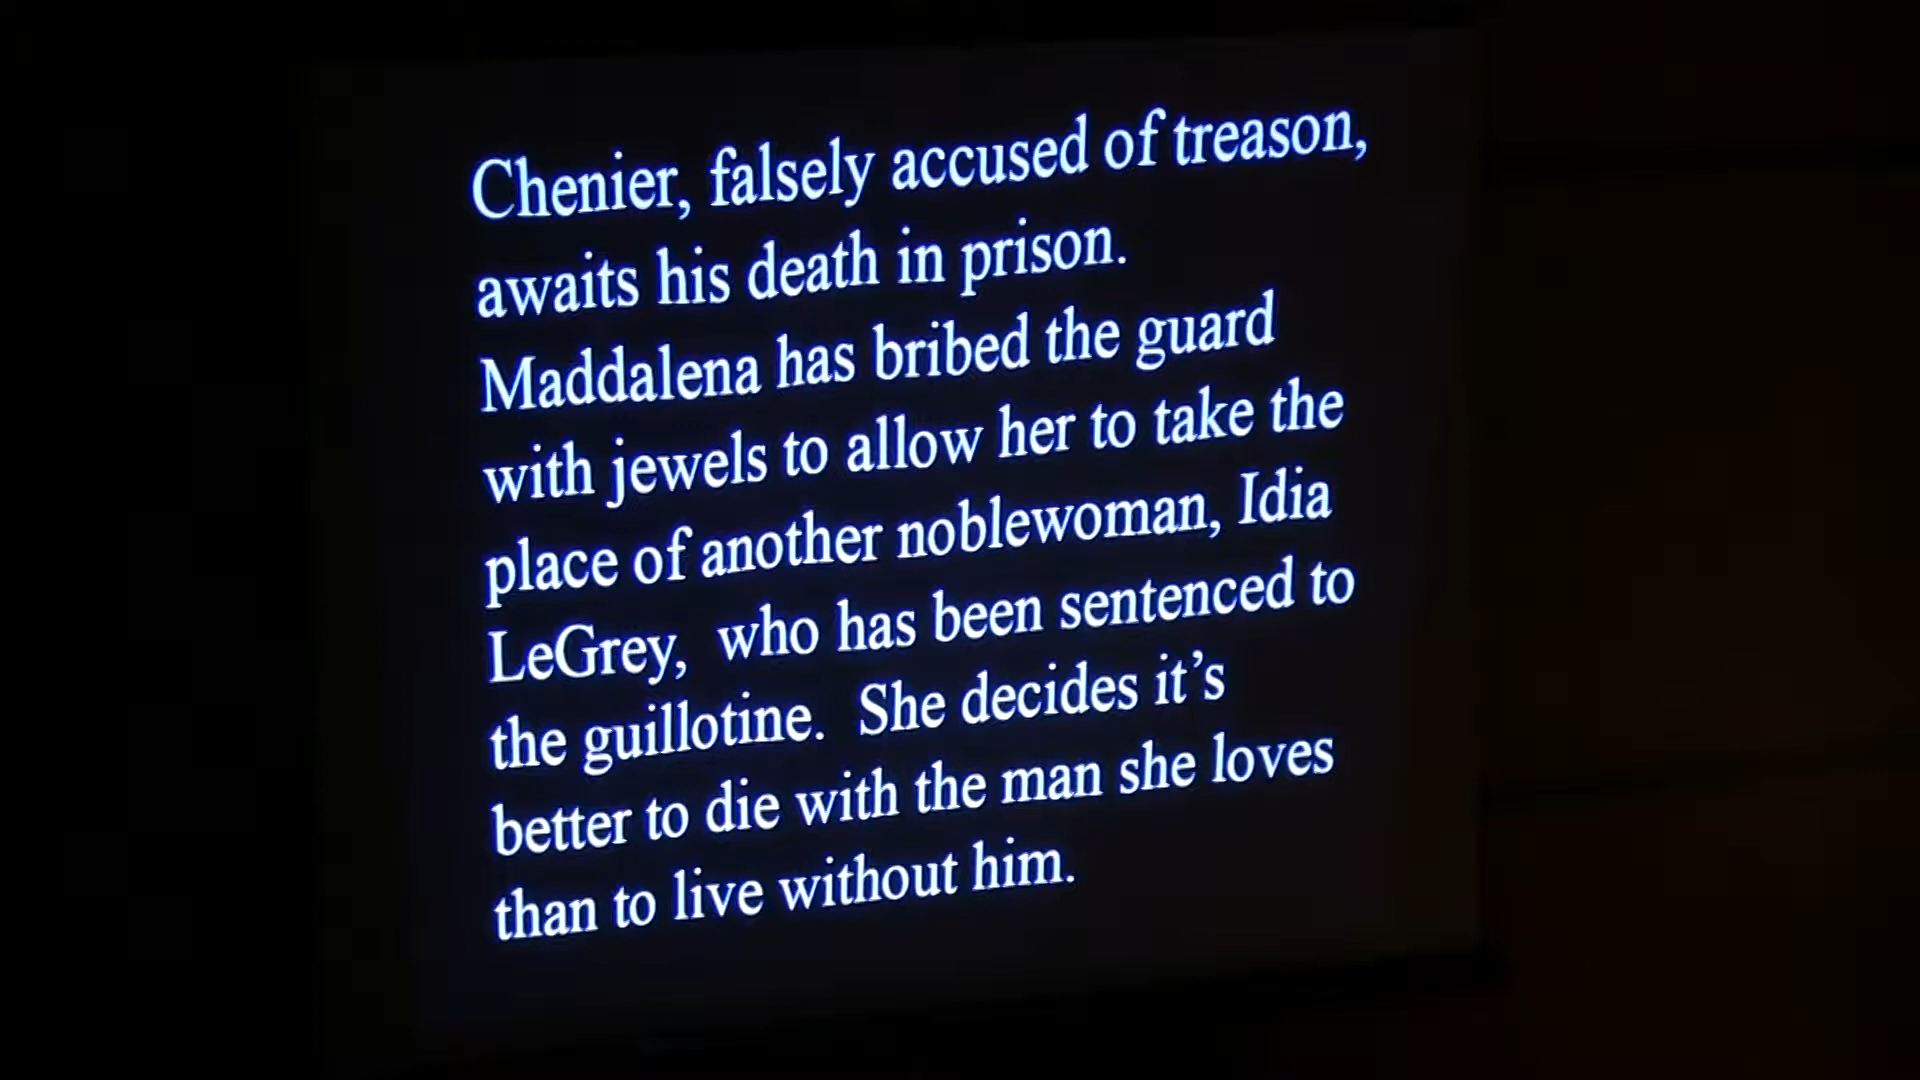 Chenier, falsely accused of treason,
awaits his death in prison.
Maddalena has bribed the guard
with jewels to allow her to take the
place of another noblewoman, Idia
LeGrey,  who has been sentenced to
the guillotine.  She decides it’s
better to die with the man she loves
than to live without him.